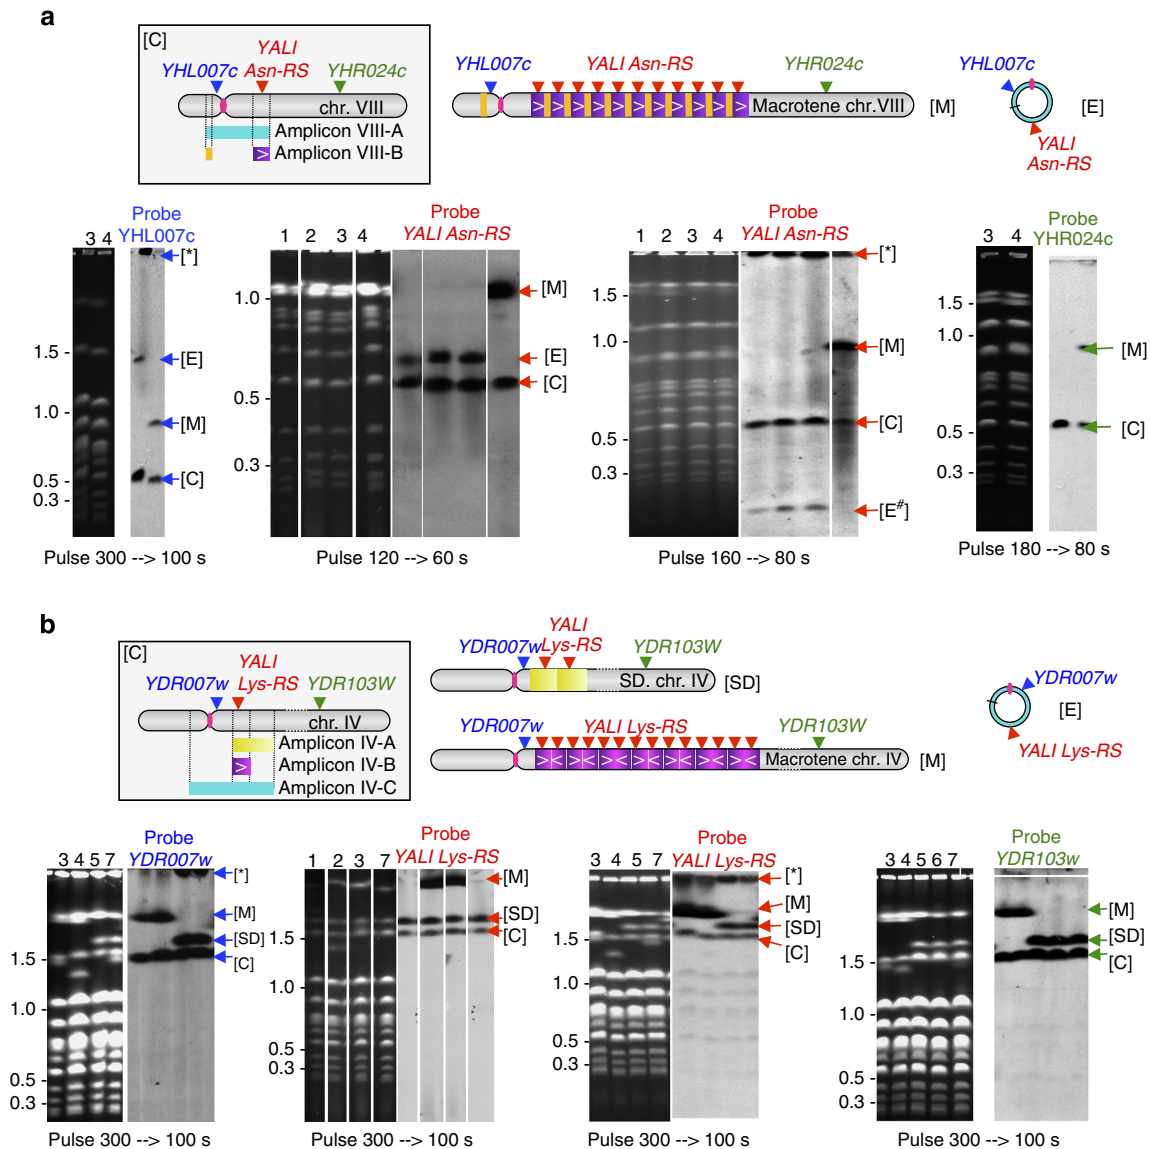 a
[C]
YALI
YHL007c Asn-RS YHR024c
chr. VIII
Amplicon VIII-A
> Amplicon VIII-B
YHL007c YALI Asn-RS YHR024c
> > > > > > > Macrotene chr.VIII [M]
YHL007c
[E]
YALI
Asn-RS
Probe
YHL007c
3 4
[*]
[E]
[M]
[C]
1.5 -
1.0 -
0.5 -
0.3 -
Pulse 300 --> 100 s
Probe
YALI Asn-RS
1 2 3 4
1.0 -
0.5 -
0.3 -
[M]
[E]
[C]
Pulse 120 --> 60 s
Probe
YALI Asn-RS
1 2 3 4
1.5 -
1.0 -
0.5 -
0.3 -
[*]
[M]
[C]
[E#]
Pulse 160 --> 80 s
Probe
YHR024c
3 4
1.5 -
1.0 -
0.5 -
0.3 -
[M]
[C]
Pulse 180 --> 80 s
b
[C]
YALI
YDR007w Lys-RS YDR103W
chr. IV
Amplicon IV-A
> Amplicon IV-B
Amplicon IV-C
YALI
YDR007w Lys-RS YDR103W
SD. chr. IV [SD]
YDR007w YALI Lys-RS YDR103W
>< >< >< >< >< >< >< Macrotene chr. IV [M]
YDR007w
[E]
YALI Lys-RS
Probe
YDR007w
3 4 5 7
1.5 -
1.0 -
0.5 -
0.3 -
[*]
[M]
[SD]
[C]
Pulse 300 --> 100 s
Probe
YALI Lys-RS
1 2 3 7
1.5 -
1.0 -
0.5 -
0.3 -
[M]
[SD]
[C]
Pulse 300 --> 100 s
Probe
YALI Lys-RS
3 4 5 7
1.5 -
1.0 -
0.5 -
0.3 -
[*]
[M]
[SD]
[C]
Pulse 300 --> 100 s
Probe
YDR103w
3 4 5 6 7
1.5 -
1.0 -
0.5 -
0.3 -
[M]
[SD]
[C]
Pulse 300 --> 100 s